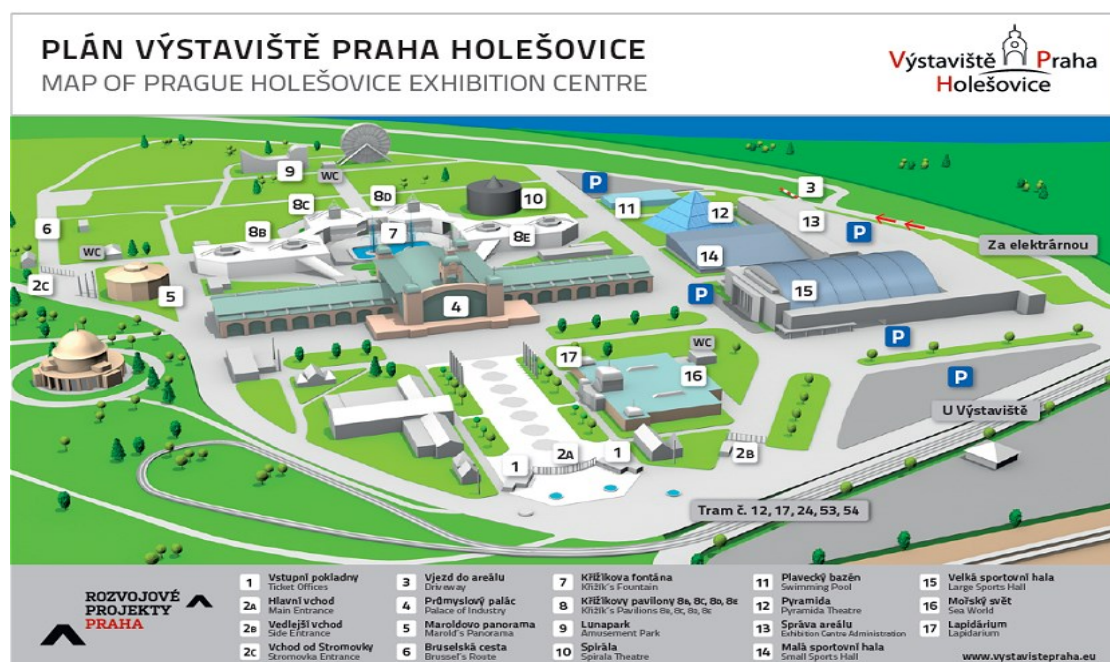 PLÁN VÝSTAVIŠTĚ PRAHA HOLEŠOVICE
MAP OF PRAGUE HOLEŠOVICE EXHIBITION CENTRE
Výstaviště Praha
Holešovice
9
WC
P
3
8D
8C
10
11
12
13
6
8B
7
8E
P
WC
14
Za elektrárnou
2C
5
4
P
15
P
17
WC
16
P
U Výstaviště
1
2A
1
2B
Tram č. 12, 17, 24, 53, 54
ROZVOJOVÉ
PROJEKTY
PRAHA
1 Vstupní pokladny
Ticket Offices
2A Hlavní vchod
Main Entrance
2B Vedlejší vchod
Side Entrance
2C Vchod od Stromovky
Stromovka Entrance
3 Vjezd do areálu
Driveway
4 Průmyslový palác
Palace of Industry
5 Maroldovo panorama
Marold's Panorama
6 Bruselská cesta
Brussel's Route
7 Křižíkova fontána
Křižík's Fountain
8 Křižíkovy pavilony 8B, 8C, 8D, 8E
Křižík's Pavilions 8B, 8C, 8D, 8E
9 Lunapark
Amusement Park
10 Spirála
Spirala Theatre
11 Plavecký bazén
Swimming Pool
12 Pyramida
Pyramida Theatre
13 Správa areálu
Exhibition Centre Administration
14 Malá sportovní hala
Small Sports Hall
15 Velká sportovní hala
Large Sports Hall
16 Mořský svět
Sea World
17 Lapidárium
Lapidarium
www.vystavistepraha.eu